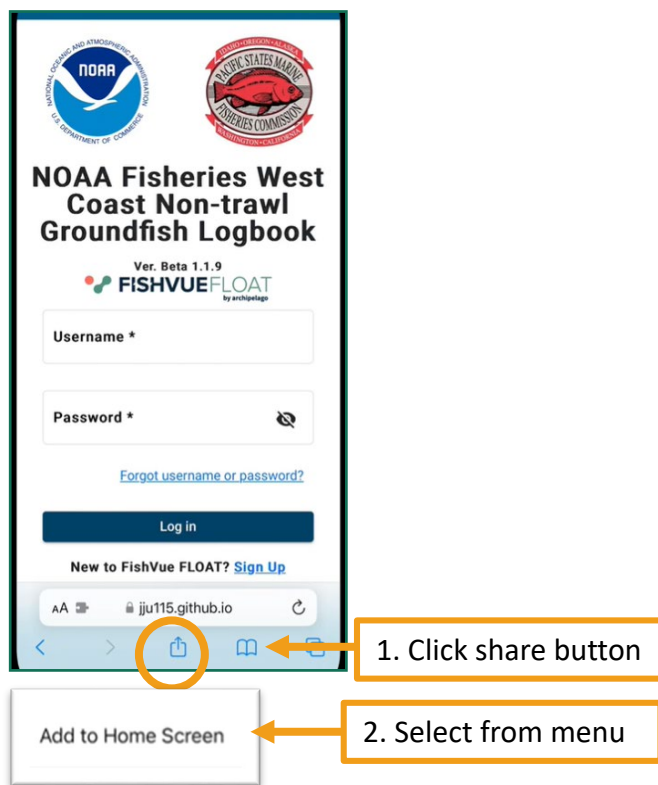 NATIONAL OCEANIC AND ATMOSPHERIC ADMINISTRATION
U.S. DEPARTMENT OF COMMERCE
NOAA
IDAHO•OREGON•ALASKA
PACIFIC STATES MARINE
FISHERIES COMMISSION
WASHINGTON•CALIFORNIA
NOAA Fisheries West
Coast Non-trawl
Groundfish Logbook
Ver. Beta 1.1.9
FISHVUEFLOAT
by archipelago
Username *
Password *
Forgot username or password?
Log in
New to FishVue FLOAT? Sign Up
AA jju115.github.io
1. Click share button
Add to Home Screen
2. Select from menu